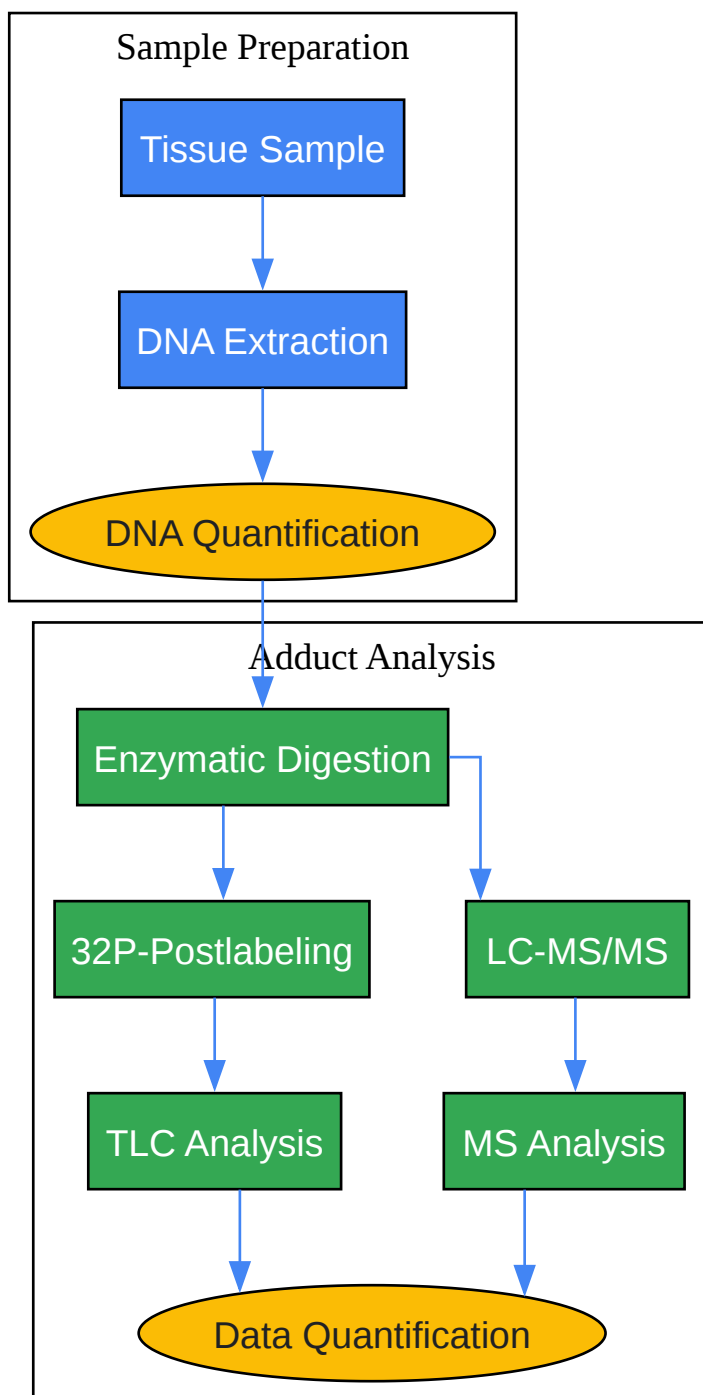 Sample Preparation
Tissue Sample
DNA Extraction
DNA Quantification
Adduct Analysis
Enzymatic Digestion
32P-Postlabeling
LC-MS/MS
TLC Analysis
MS Analysis
Data Quantification